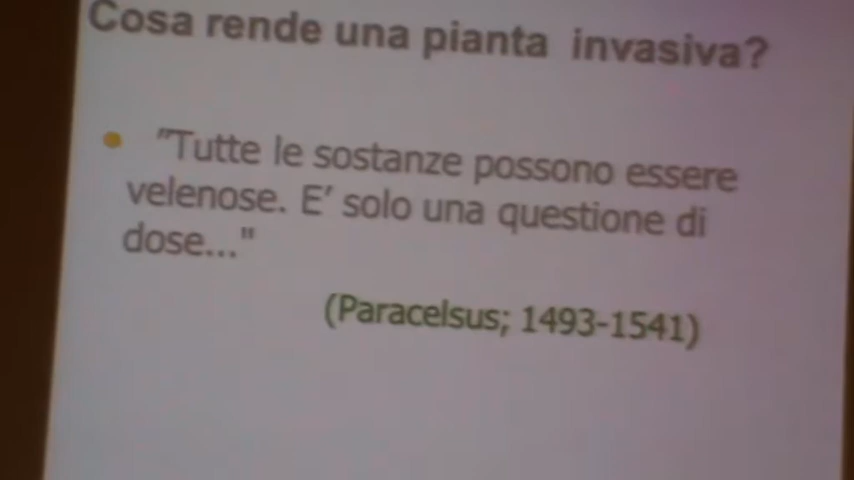 Cosa rende una pianta invasiva?
"Tutte le sostanze possono essere
velenose. E' solo una questione di
dose..."
(Paracelsus; 1493-1541)